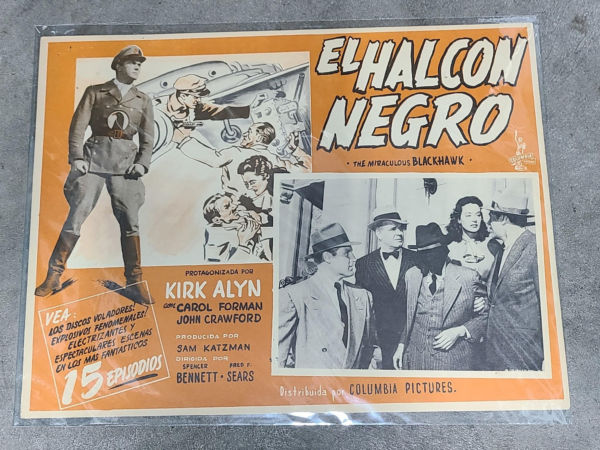 EL HALCON
NEGRO
• THE MIRACULOUS BLACKHAWK •
PROTAGONIZADA POR
KIRK ALYN
CON CAROL FORMAN
JOHN CRAWFORD
PRODUCIDA POR
SAM KATZMAN
DIRIGIDA POR
SPENCER FRED F.
BENNETT - SEARS
VEA:
LOS DISCOS VOLADORES!
EXPLOSIVOS FENOMENALES!
ELECTRIZANTES Y
ESPECTACULARES ESCENAS
EN LOS MAS FANTASTICOS
15 EPISODIOS
Distribuida por COLUMBIA PICTURES.